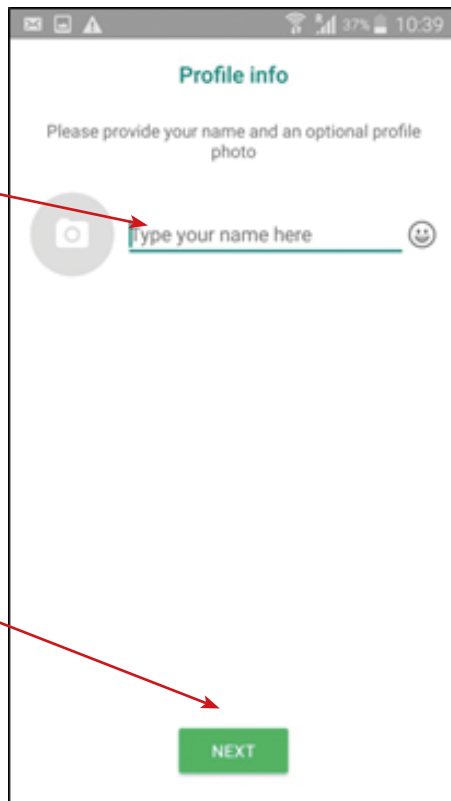 37% 10:39
Profile info
Please provide your name and an optional profile
photo
Type your name here
NEXT